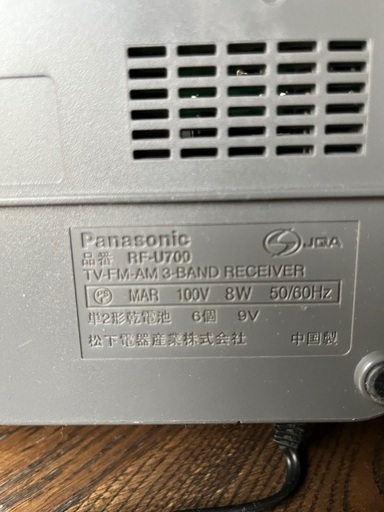 Panasonic
JQA
品番 RF-U700
TV-FM-AM 3-BAND RECEIVER
MAR 100V 8W 50/60Hz
単2形乾電池 6個 9V
松下電器産業株式会社 中国製